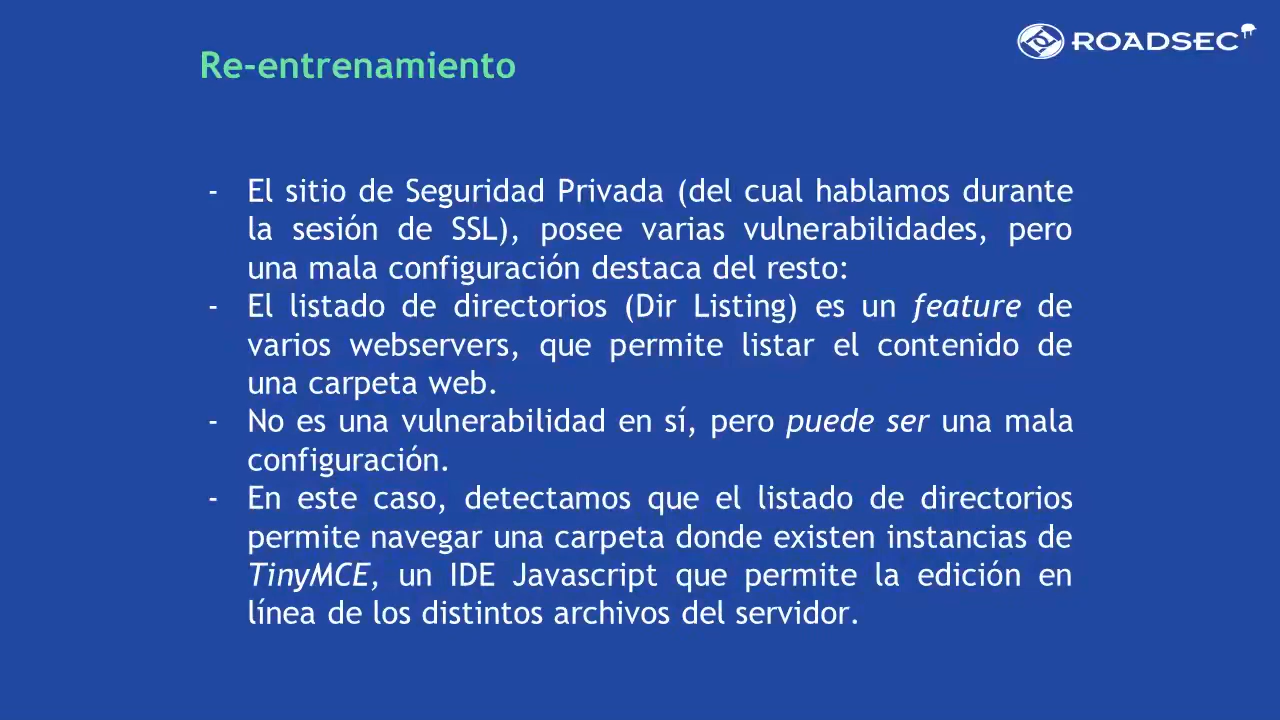 Re-entrenamiento
ROADSEC
- El sitio de Seguridad Privada (del cual hablamos durante
la sesión de SSL), posee varias vulnerabilidades, pero
una mala configuración destaca del resto:
- El listado de directorios (Dir Listing) es un feature de
varios webservers, que permite listar el contenido de
una carpeta web.
- No es una vulnerabilidad en sí, pero puede ser una mala
configuración.
- En este caso, detectamos que el listado de directorios
permite navegar una carpeta donde existen instancias de
TinyMCE, un IDE Javascript que permite la edición en
línea de los distintos archivos del servidor.